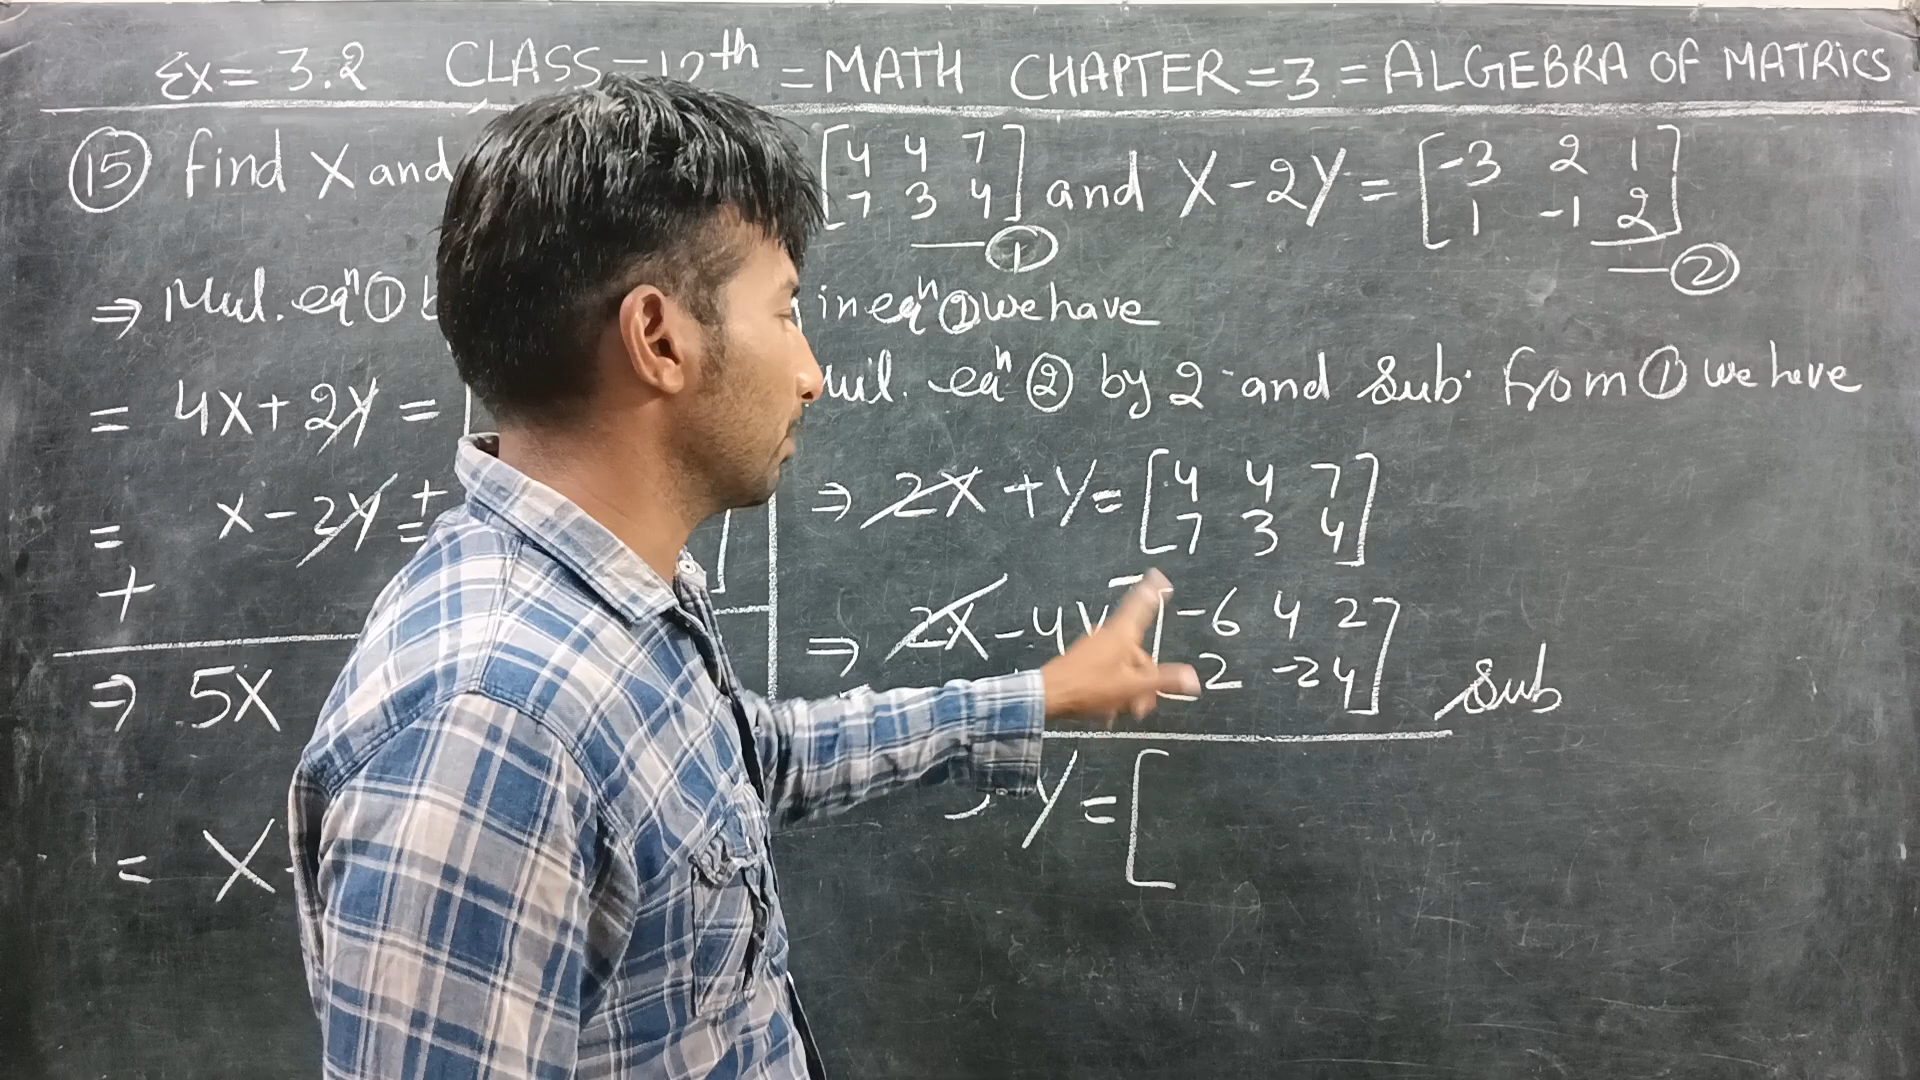 Ex = 3.2 CLASS-12th = MATH CHAPTER = 3 = ALGEBRA OF MATRICS
15 find X and [4 4 7 and X - 2Y = [-3 2 1
7 3 4] 1 -1 2]
1 2
⇒ Mul. eqn 1 in eqn 2 we have
mul. eqn 2 by 2 and Sub from 1 we have
= 4X + 2Y = [
= X - 2Y =
+
⇒ 5X
= X
⇒ 2X + Y = [4 4 7
7 3 4]
⇒ 2X - 4Y [-6 4 2
2 -2 4] Sub
Y = [